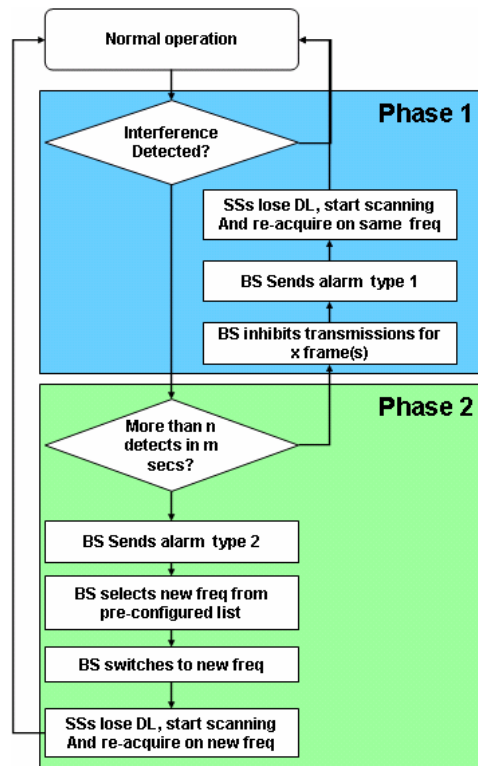 Normal operation
Phase 1
Interference
Detected?
SSs lose DL, start scanning
And re-acquire on same freq
BS Sends alarm type 1
BS inhibits transmissions for
x frame(s)
Phase 2
More than n
detects in m
secs?
BS Sends alarm type 2
BS selects new freq from
pre-configured list
BS switches to new freq
SSs lose DL, start scanning
And re-acquire on new freq